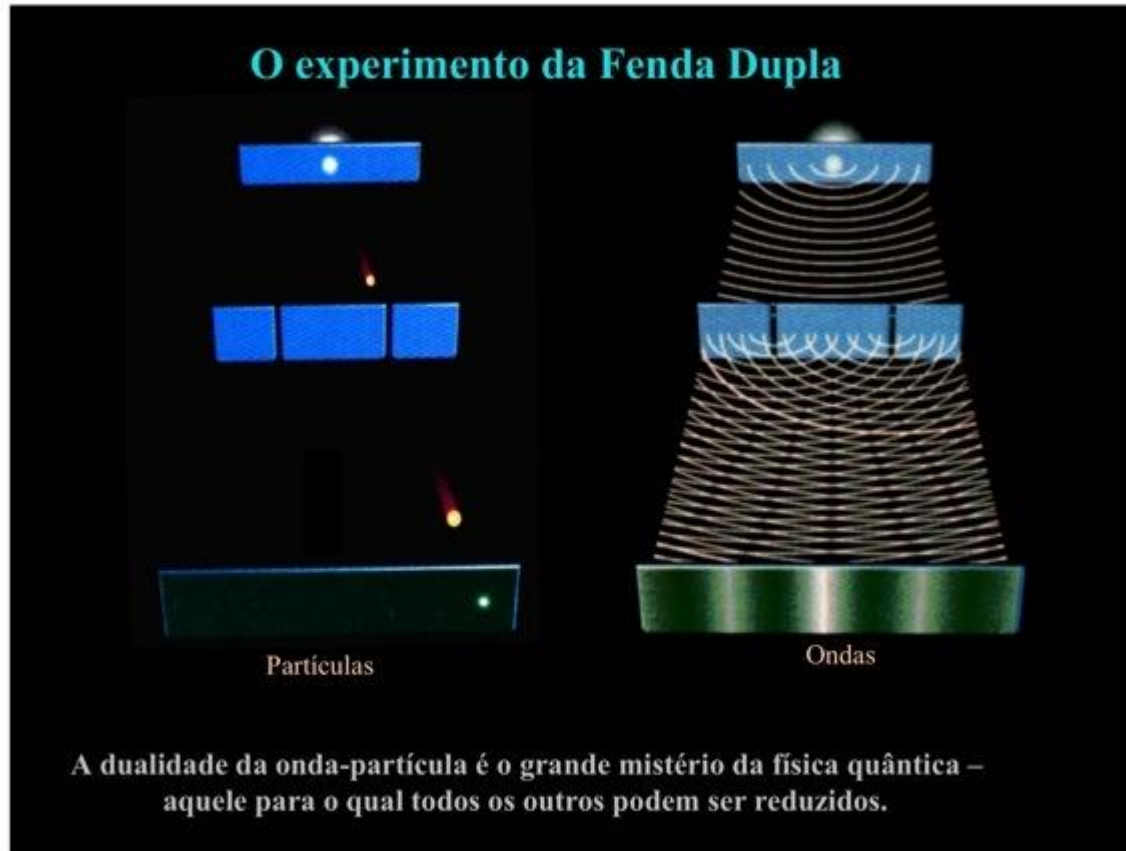 O experimento da Fenda Dupla
Partículas
Ondas
A dualidade da onda-partícula é o grande mistério da física quântica –
aquele para o qual todos os outros podem ser reduzidos.